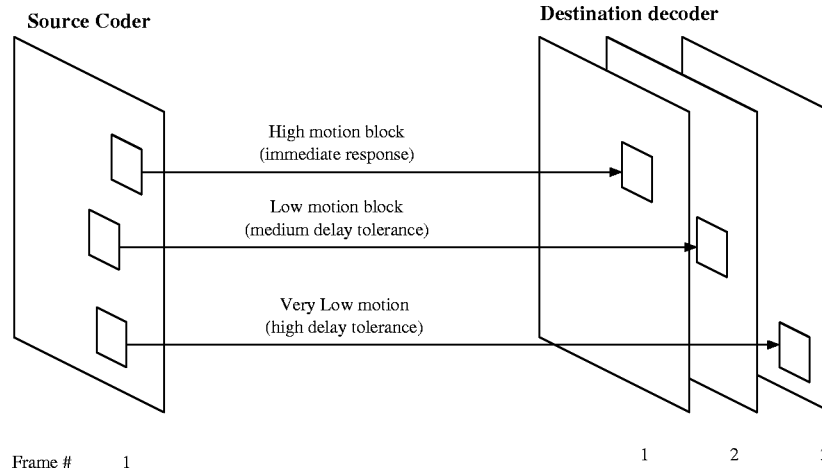 Source Coder
Destination decoder
High motion block
(immediate response)
Low motion block
(medium delay tolerance)
Very Low motion
(high delay tolerance)
Frame # 1 1 2